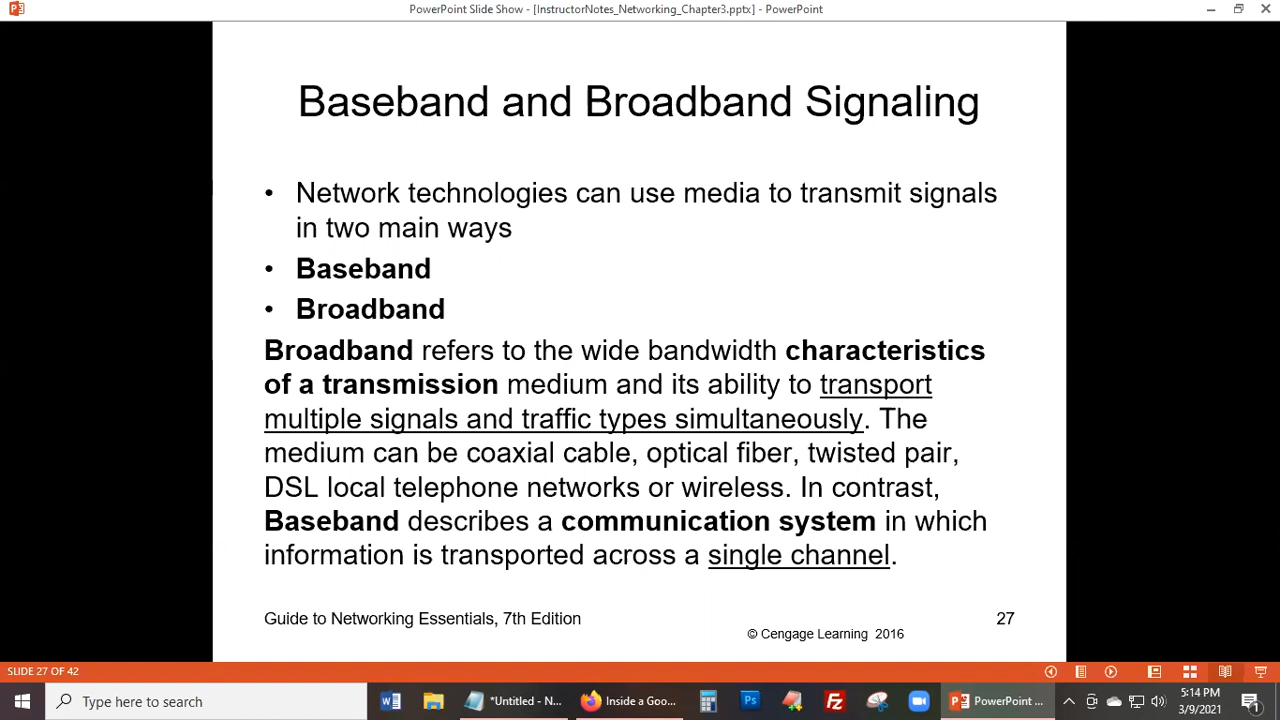 PowerPoint Slide Show - [InstructorNotes_Networking_Chapter3.pptx] - PowerPoint
Baseband and Broadband Signaling
• Network technologies can use media to transmit signals
in two main ways
• Baseband
• Broadband
Broadband refers to the wide bandwidth characteristics
of a transmission medium and its ability to transport
multiple signals and traffic types simultaneously. The
medium can be coaxial cable, optical fiber, twisted pair,
DSL local telephone networks or wireless. In contrast,
Baseband describes a communication system in which
information is transported across a single channel.
Guide to Networking Essentials, 7th Edition
27
© Cengage Learning 2016
SLIDE 27 OF 42
Type here to search
*Untitled - N...
Inside a Goo...
PowerPoint ...
5:14 PM
3/9/2021
1